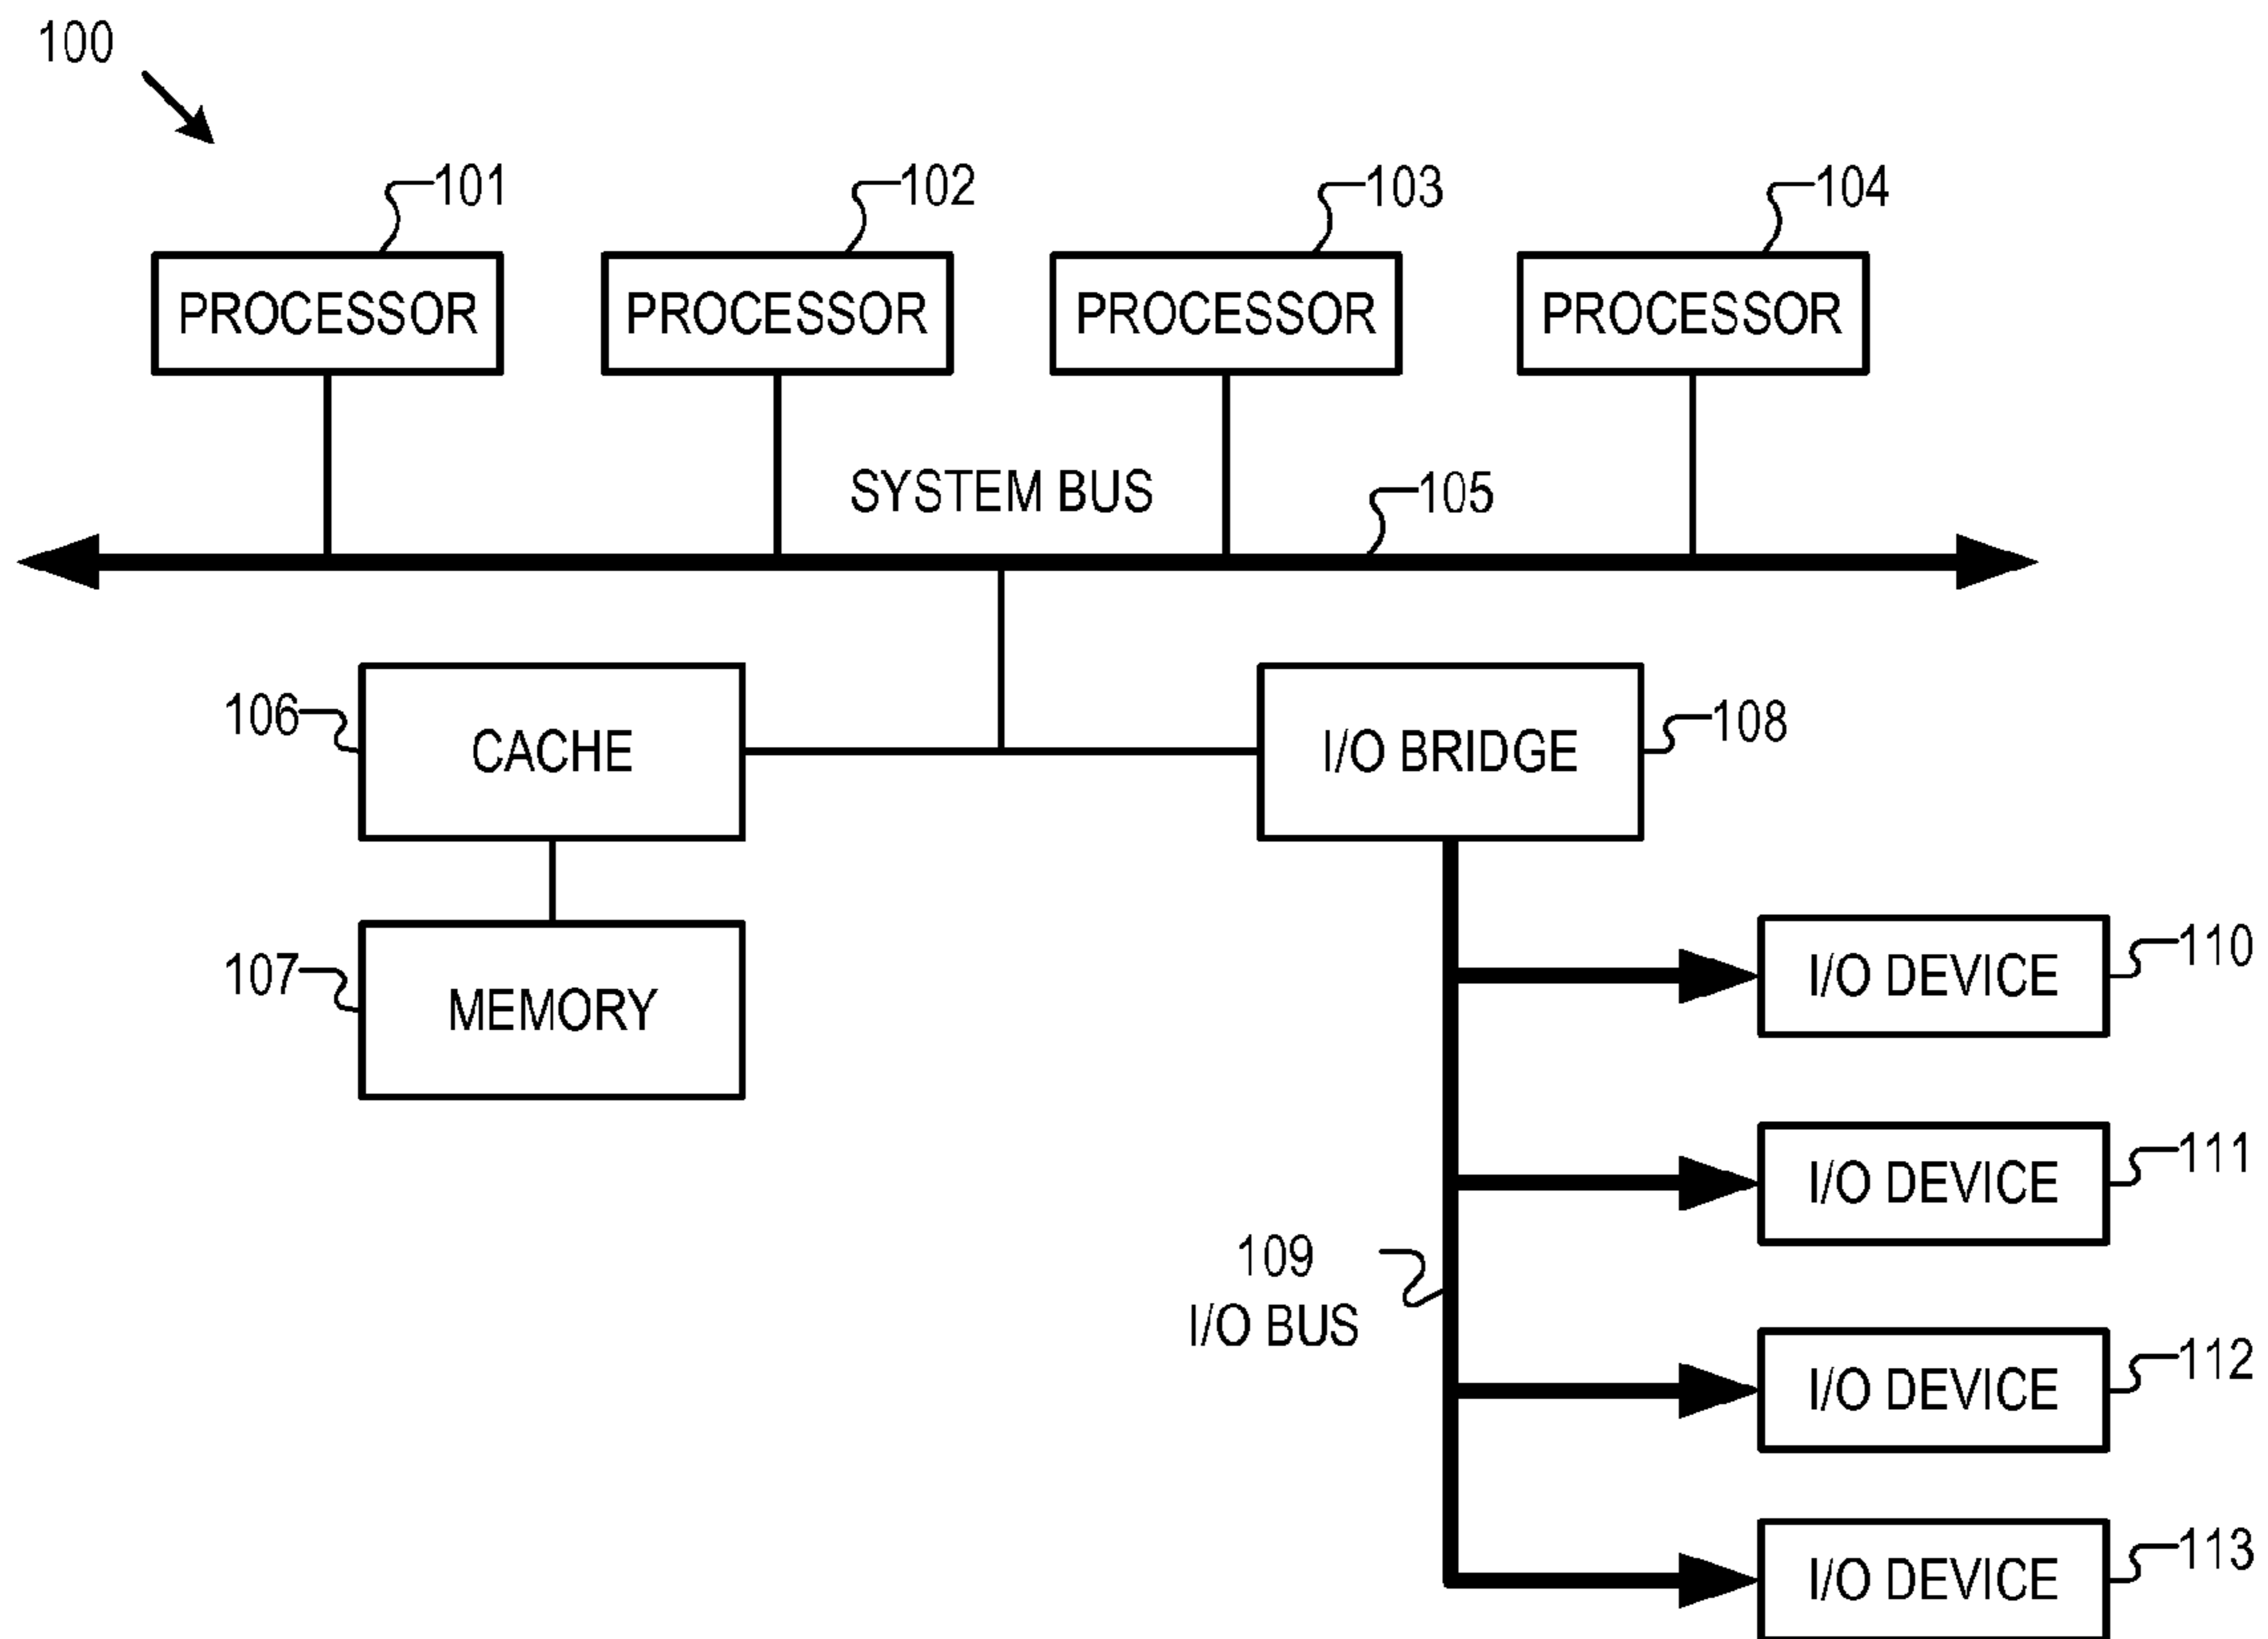 100
101
102
103
104
PROCESSOR
PROCESSOR
PROCESSOR
PROCESSOR
SYSTEM BUS
105
106
CACHE
I/O BRIDGE
108
107
MEMORY
I/O DEVICE
110
I/O DEVICE
111
109
I/O BUS
I/O DEVICE
112
I/O DEVICE
113